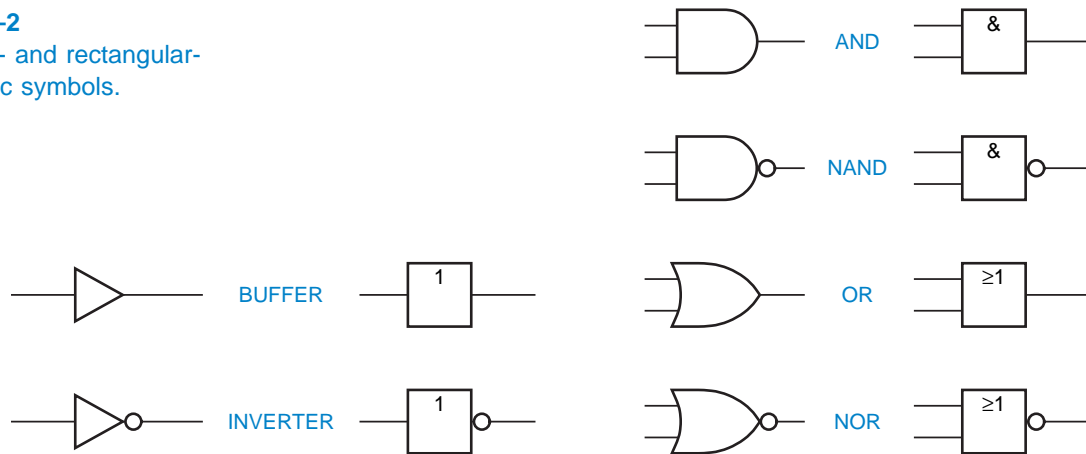 -2
- and rectangular-
c symbols.
AND &
NAND &
BUFFER 1
OR ≥1
INVERTER 1
NOR ≥1